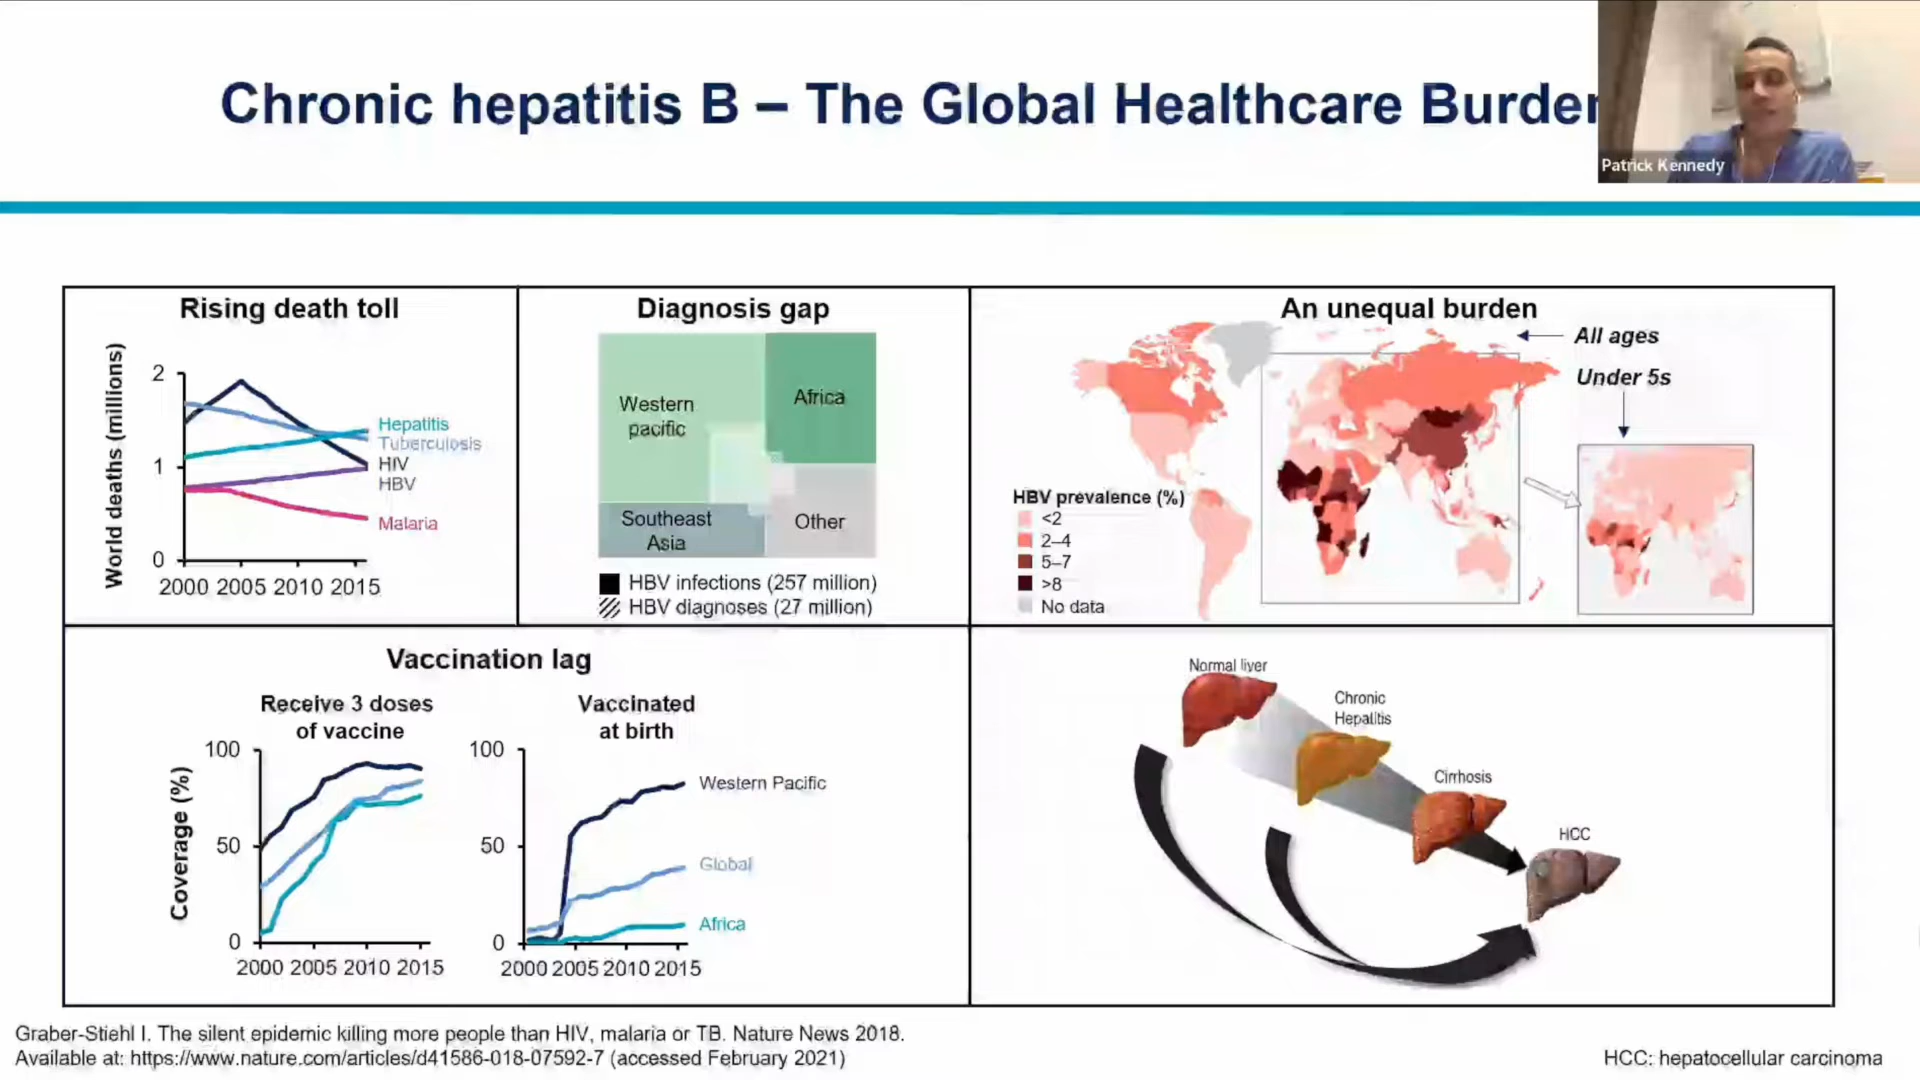 Chronic hepatitis B – The Global Healthcare Burden
Patrick Kennedy
Rising death toll
World deaths (millions)
2
1
0
2000 2005 2010 2015
Hepatitis
Tuberculosis
HIV
HBV
Malaria
Diagnosis gap
Western
pacific
Africa
Southeast
Asia
Other
HBV infections (257 million)
HBV diagnoses (27 million)
An unequal burden
All ages
Under 5s
HBV prevalence (%)
<2
2–4
5–7
>8
No data
Vaccination lag
Receive 3 doses
of vaccine
Coverage (%)
100
50
0
2000 2005 2010 2015
Vaccinated
at birth
100
50
0
2000 2005 2010 2015
Western Pacific
Global
Africa
Normal liver
Chronic
Hepatitis
Cirrhosis
HCC
Graber-Stiehl I. The silent epidemic killing more people than HIV, malaria or TB. Nature News 2018.
Available at: https://www.nature.com/articles/d41586-018-07592-7 (accessed February 2021)
HCC: hepatocellular carcinoma